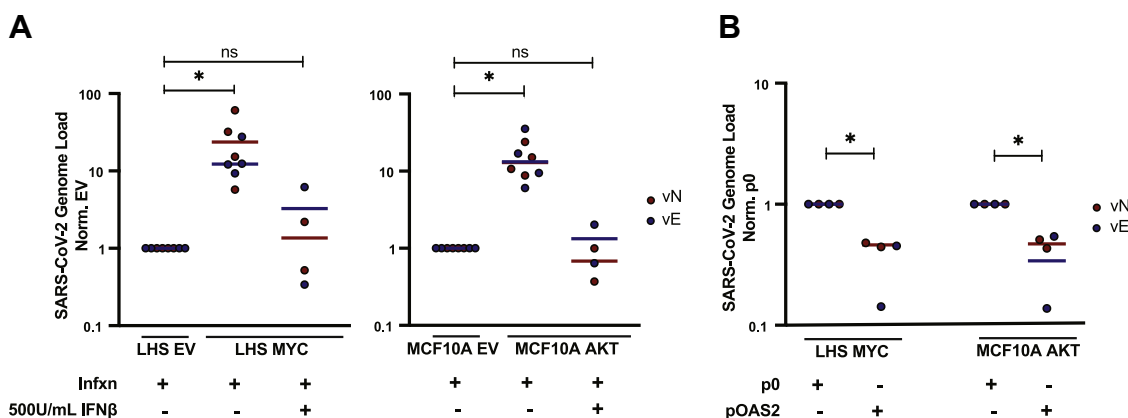 A
B
ns
*
ns
*
SARS-CoV-2 Genome Load
Norm. EV
100
10
1
0.1
100
10
1
0.1
vN
vE
LHS EV
LHS MYC
MCF10A EV
MCF10A AKT
Infxn + + + + + +
500U/mL IFNβ - - + - - +
SARS-CoV-2 Genome Load
Norm. p0
10
1
0.1
*
*
vN
vE
LHS MYC
MCF10A AKT
p0 + - + -
pOAS2 - + - +